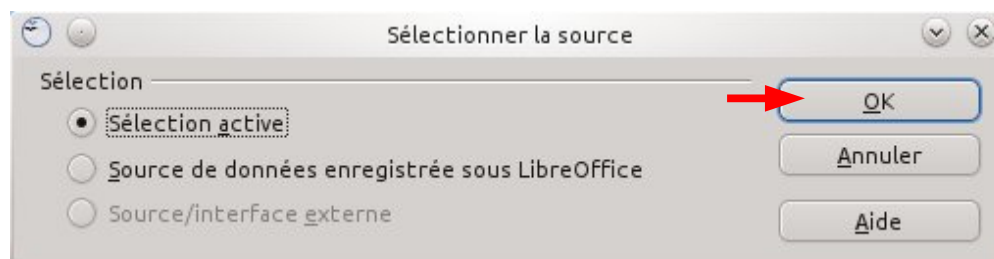 Sélectionner la source
Sélection
Sélection active
Source de données enregistrée sous LibreOffice
Source/interface externe
OK
Annuler
Aide